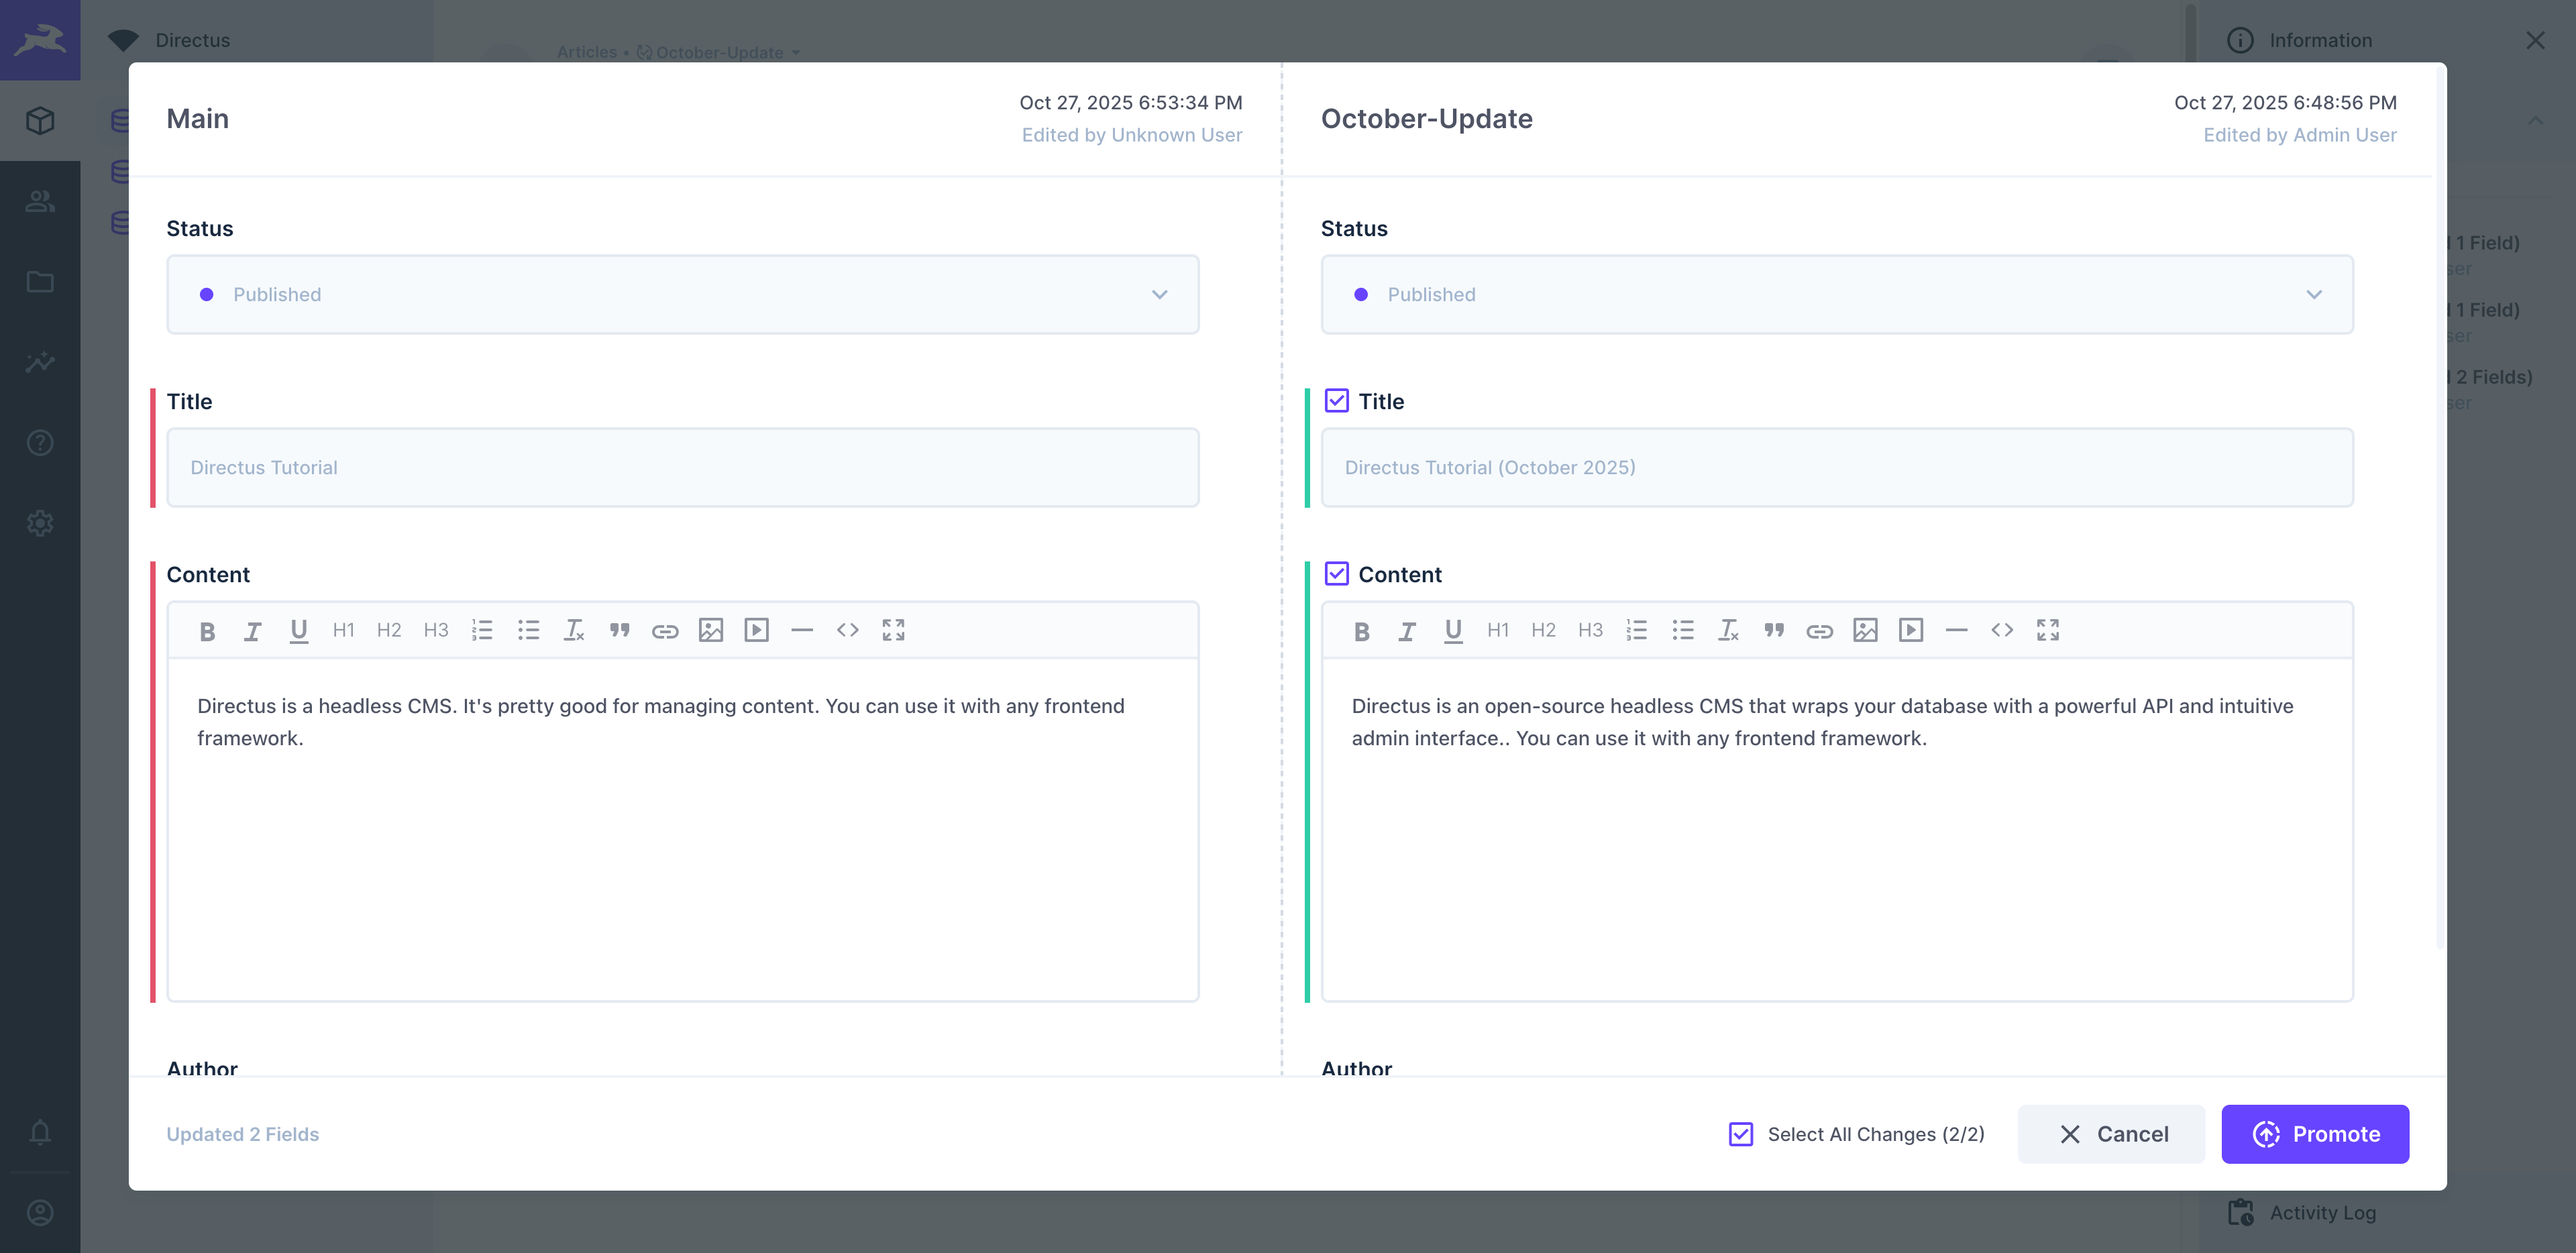 Directus
Articles • October-Update
Information
Main
Oct 27, 2025 6:53:34 PM
Edited by Unknown User
October-Update
Oct 27, 2025 6:48:56 PM
Edited by Admin User
Status
Published
Status
Published
Title
Directus Tutorial
Title
Directus Tutorial (October 2025)
Content
B I U H1 H2 H3
Directus is a headless CMS. It's pretty good for managing content. You can use it with any frontend
framework.
Content
B I U H1 H2 H3
Directus is an open-source headless CMS that wraps your database with a powerful API and intuitive
admin interface.. You can use it with any frontend framework.
Author
Author
1 Field)
ser
1 Field)
ser
2 Fields)
ser
Updated 2 Fields
Select All Changes (2/2)
Cancel
Promote
Activity Log